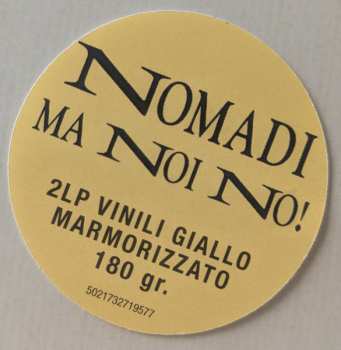 NOMADI
MA NOI NO!
2LP VINILI GIALLO
MARMORIZZATO
180 gr.
5021732719577